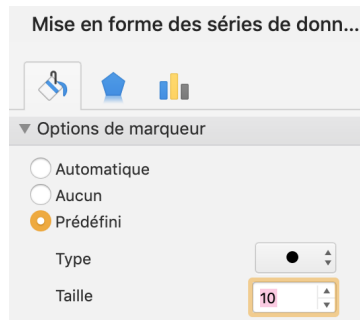 Mise en forme des séries de donn...
Options de marqueur
Automatique
Aucun
Prédéfini
Type
Taille
10